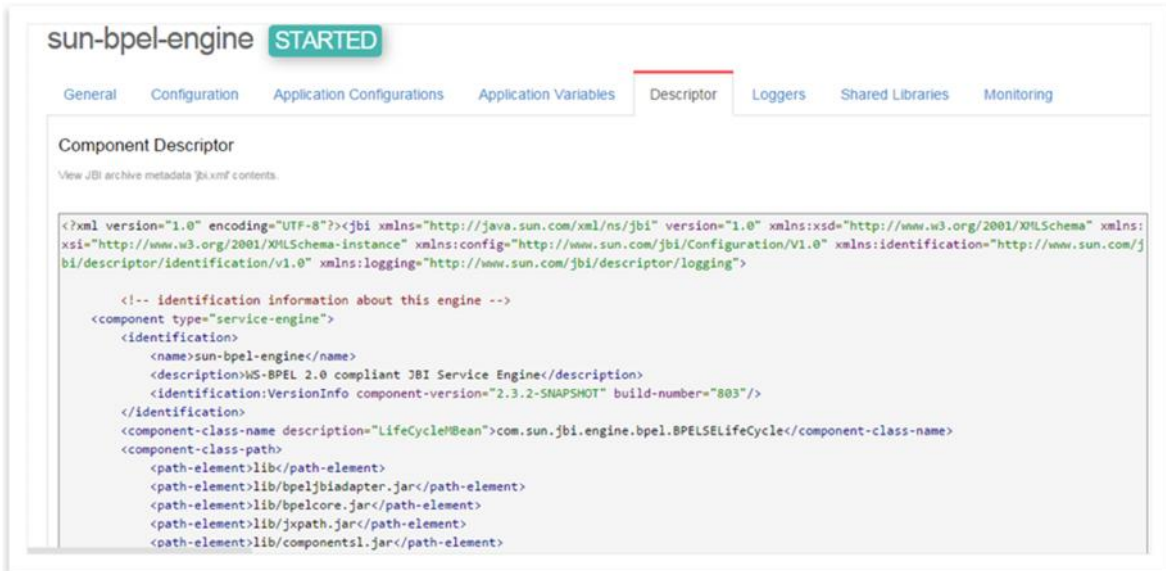 sun-bpel-engine STARTED
General Configuration Application Configurations Application Variables Descriptor Loggers Shared Libraries Monitoring
Component Descriptor
View JBI archive metadata 'jbi.xml' contents.
<?xml version="1.0" encoding="UTF-8"?><jbi xmlns="http://java.sun.com/xml/ns/jbi" version="1.0" xmlns:xsd="http://www.w3.org/2001/XMLSchema" xmlns:
xsi="http://www.w3.org/2001/XMLSchema-instance" xmlns:config="http://www.sun.com/jbi/Configuration/V1.0" xmlns:identification="http://www.sun.com/j
bi/descriptor/identification/v1.0" xmlns:logging="http://www.sun.com/jbi/descriptor/logging">
<!-- identification information about this engine -->
<component type="service-engine">
<identification>
<name>sun-bpel-engine</name>
<description>WS-BPEL 2.0 compliant JBI Service Engine</description>
<identification:VersionInfo component-version="2.3.2-SNAPSHOT" build-number="803"/>
</identification>
<component-class-name description="LifeCycleMBean">com.sun.jbi.engine.bpel.BPELSELifeCycle</component-class-name>
<component-class-path>
<path-element>lib</path-element>
<path-element>lib/bpeljbiadapter.jar</path-element>
<path-element>lib/bpelcore.jar</path-element>
<path-element>lib/jxpath.jar</path-element>
<path-element>lib/componentsl.jar</path-element>